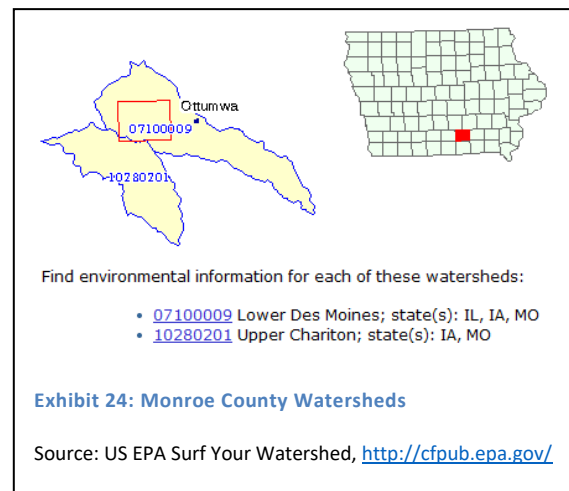 Ottumwa
07100009
10280201
Find environmental information for each of these watersheds:
• 07100009 Lower Des Moines; state(s): IL, IA, MO
• 10280201 Upper Chariton; state(s): IA, MO
Exhibit 24: Monroe County Watersheds
Source: US EPA Surf Your Watershed, http://cfpub.epa.gov/